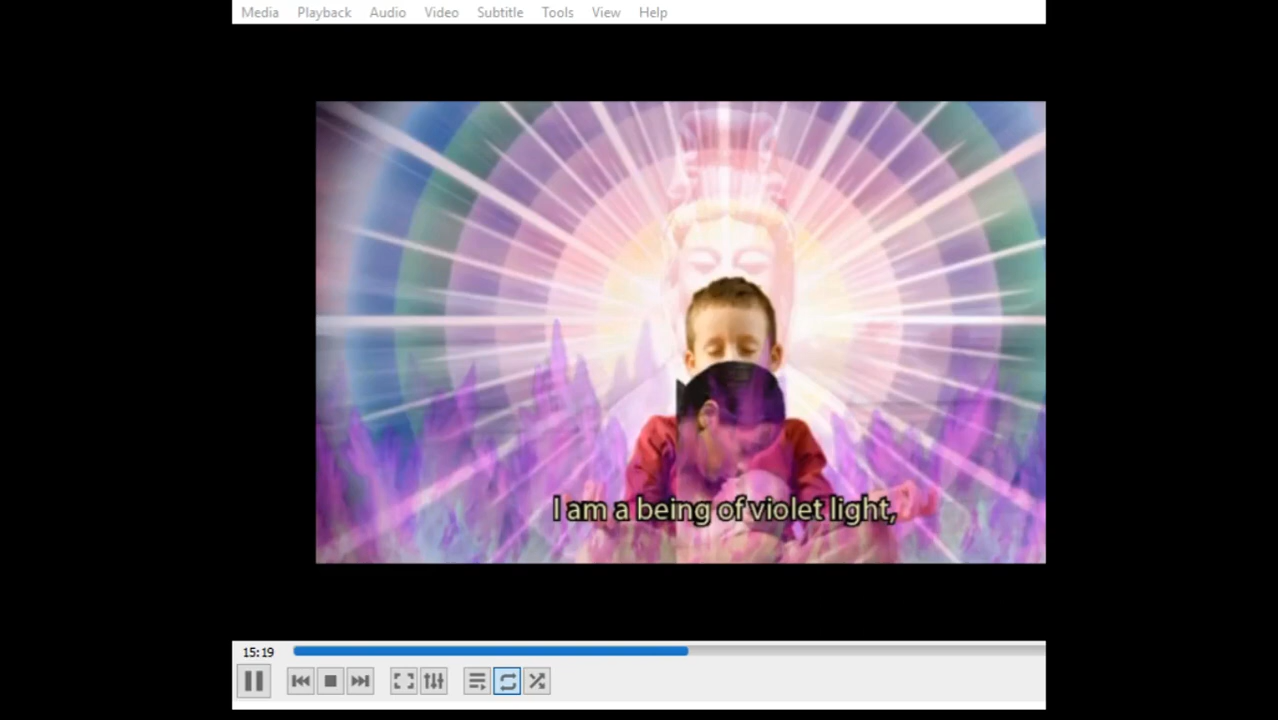 Media Playback Audio Video Subtitle Tools View Help
I am a being of violet light,
15:19